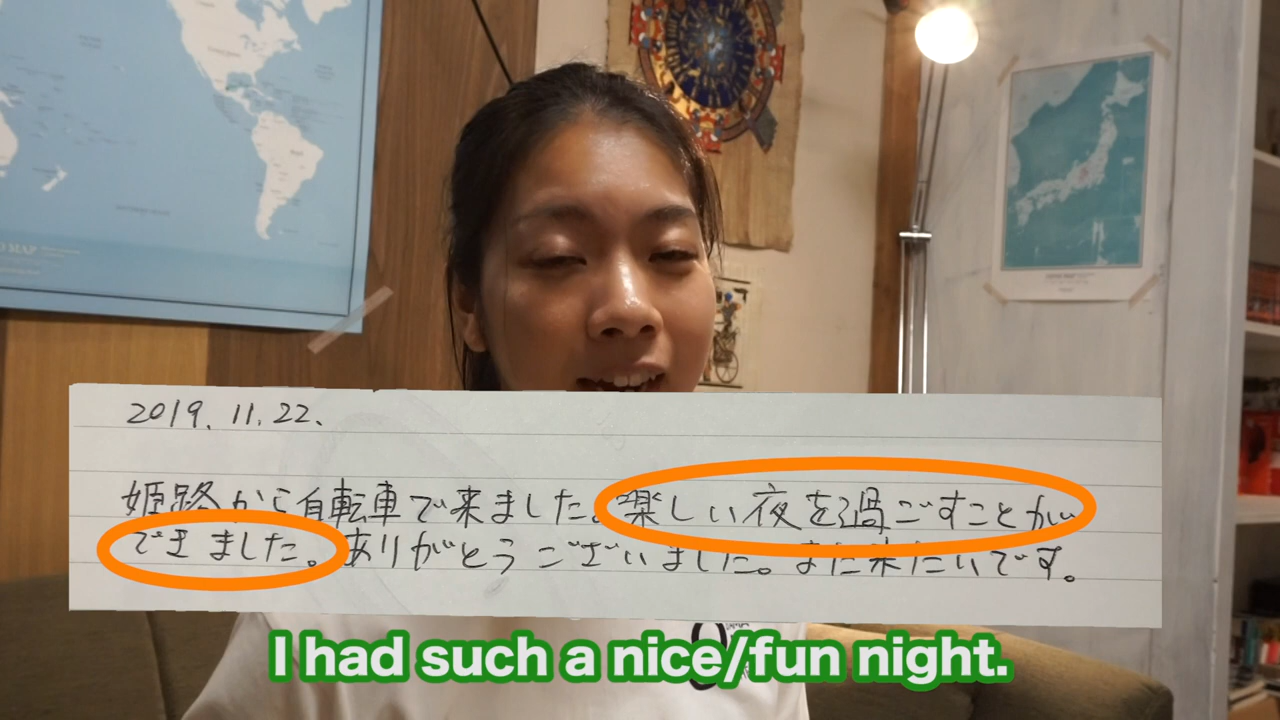 2019. 11. 22、
姫路から自転車で来ました。楽しい夜を過ごすことが
できました。ありがとうございました。また来たいです。
I had such a nice/fun night.